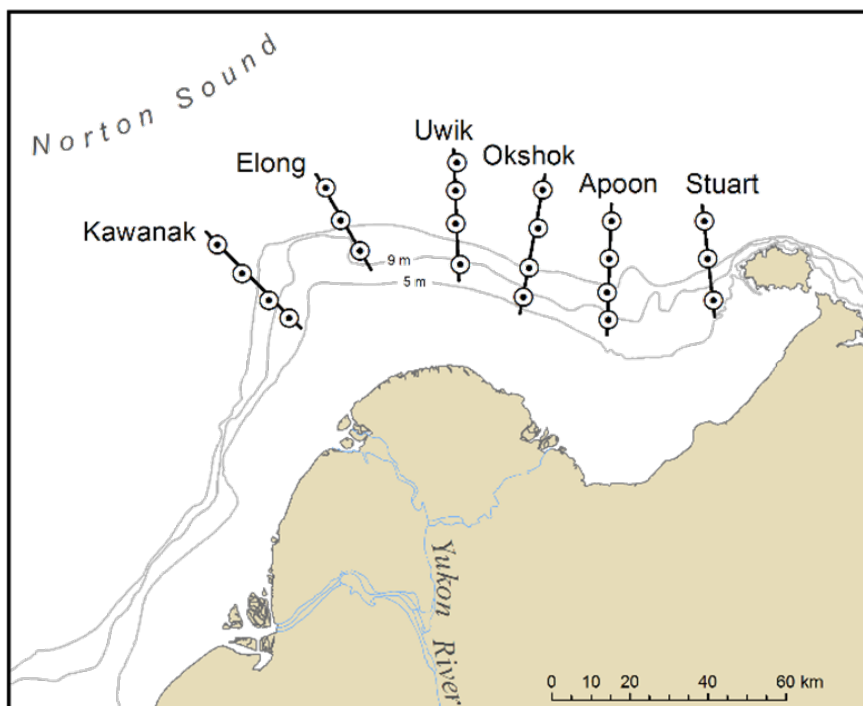 Norton Sound
Uwik
Okshok
Elong
Apoon
Stuart
Kawanak
9 m
5 m
Yukon
River
0 10 20 40 60 km